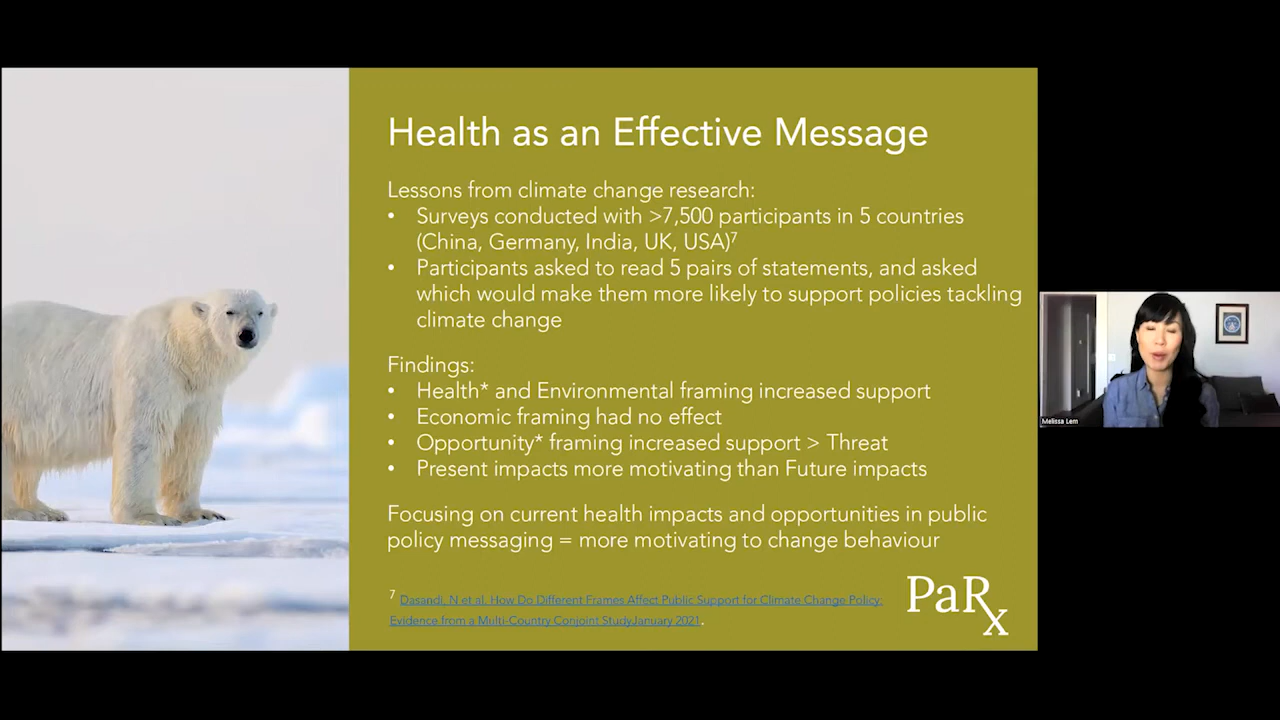 Health as an Effective Message
Lessons from climate change research:
• Surveys conducted with >7,500 participants in 5 countries
(China, Germany, India, UK, USA)⁷
• Participants asked to read 5 pairs of statements, and asked
which would make them more likely to support policies tackling
climate change
Findings:
• Health* and Environmental framing increased support
• Economic framing had no effect
• Opportunity* framing increased support > Threat
• Present impacts more motivating than Future impacts
Focusing on current health impacts and opportunities in public
policy messaging = more motivating to change behaviour
⁷ Dasandi, N et al. How Do Different Frames Affect Public Support for Climate Change Policy:
Evidence from a Multi-Country Conjoint StudyJanuary 2021.
PaRx
Melissa Lem